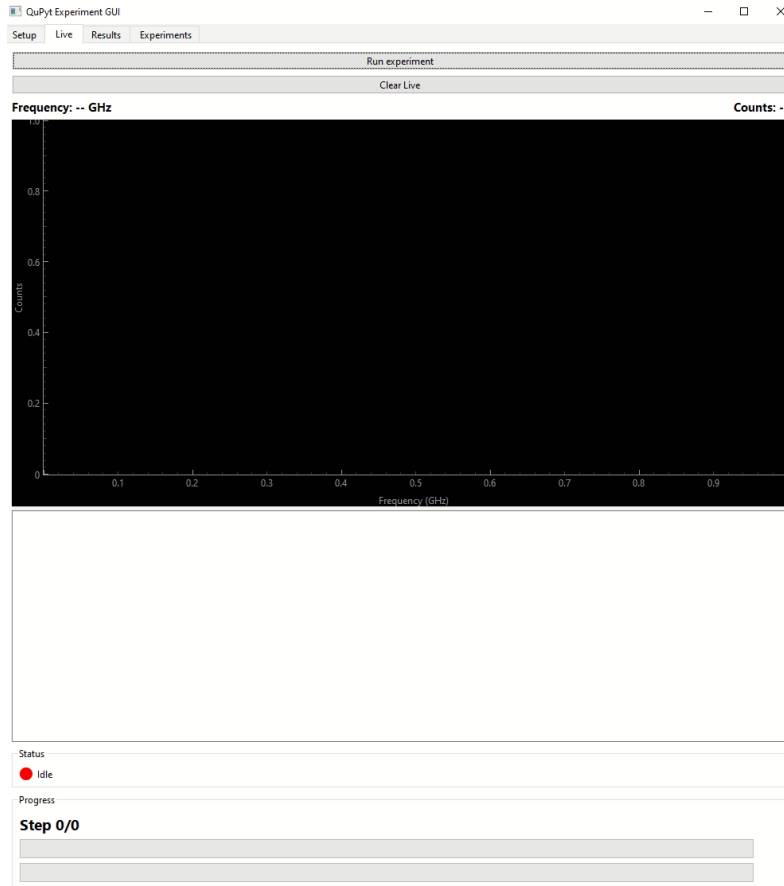 QuPyt Experiment GUI
Setup Live Results Experiments
Run experiment
Clear Live
Frequency: -- GHz Counts: -
1.0
0.8
0.6
0.4
0.2
0
Counts
0.1 0.2 0.3 0.4 0.5 0.6 0.7 0.8 0.9
Frequency (GHz)
Status
Idle
Progress
Step 0/0